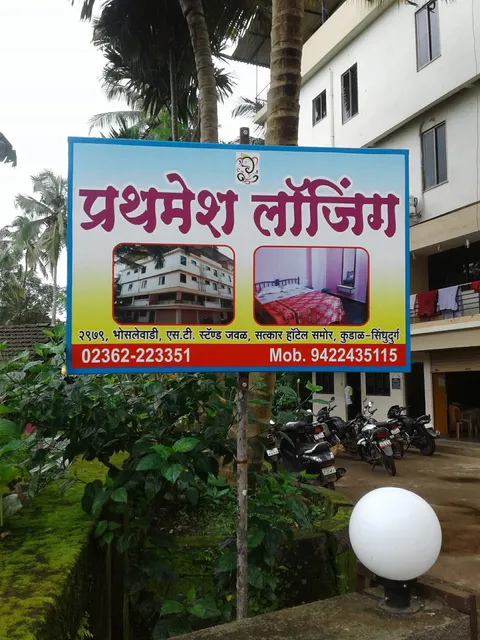 प्रथमेश लॉजिंग
२९७९, भोसलेवाडी, एस.टी. स्टॅण्ड जवळ, सत्कार हॉटेल समोर, कुडाळ-सिंधुदुर्ग
02362-223351 Mob. 9422435115